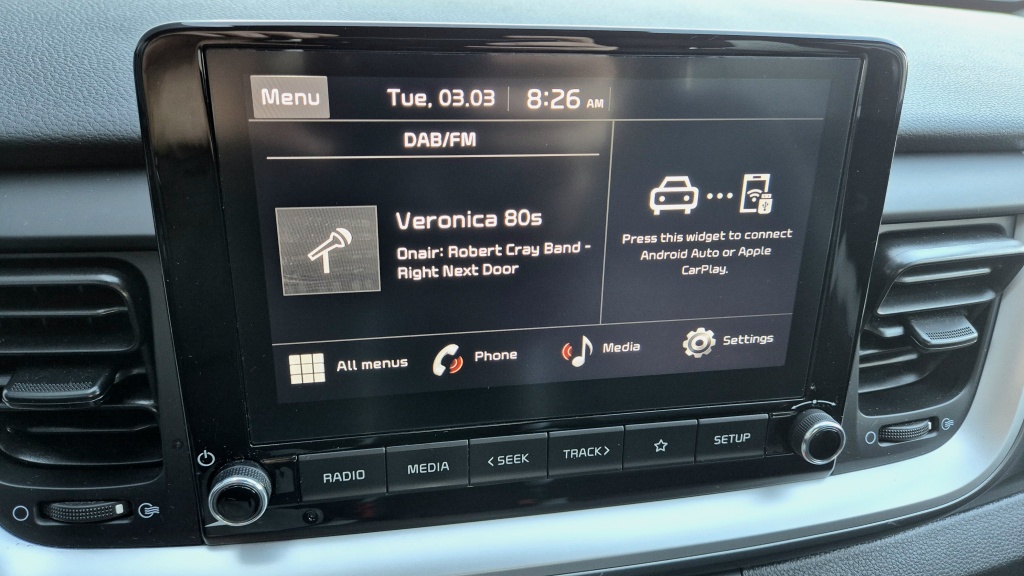 Menu
Tue, 03.03
8:26 AM
DAB/FM
Veronica 80s
Onair: Robert Cray Band -
Right Next Door
Press this widget to connect
Android Auto or Apple
CarPlay.
All menus
Phone
Media
Settings
RADIO
MEDIA
< SEEK
TRACK >
SETUP